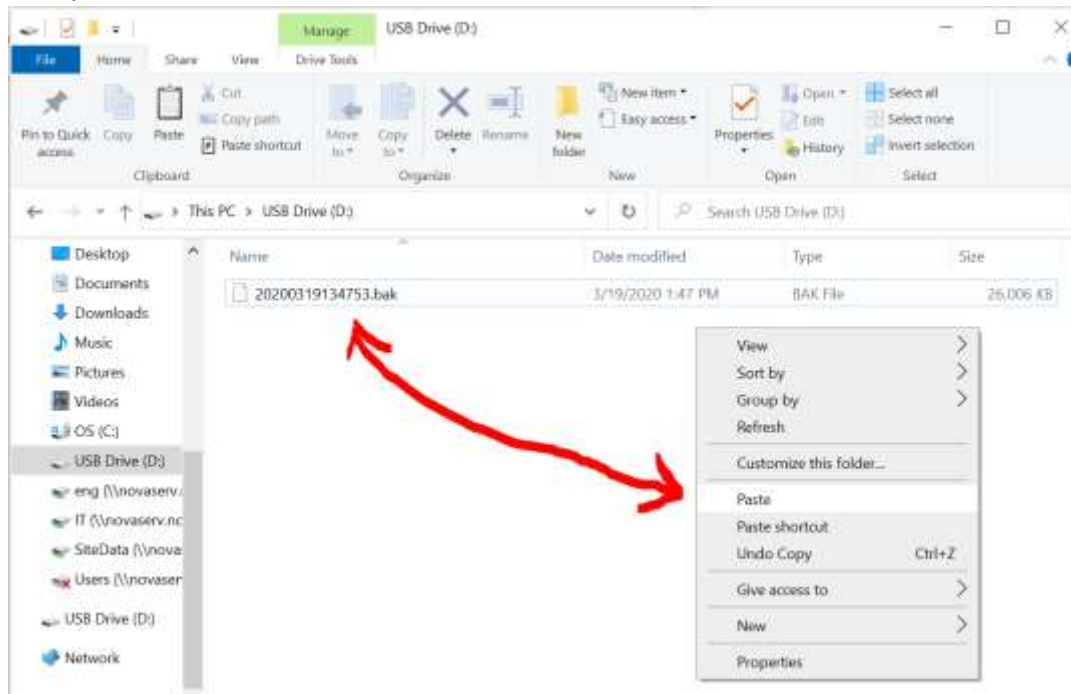 Manage USB Drive (D:)
File Home Share View Drive Tools
Pin to Quick access
Copy
Paste
Cut
Copy path
Paste shortcut
Move to
Copy to
Delete
Rename
New folder
New item
Easy access
Properties
Open
Edit
History
Select all
Select none
Invert selection
Clipboard Organize New Open Select
This PC > USB Drive (D:) Search USB Drive (D:)
Name Date modified Type Size
20200319134753.bak 3/19/2020 1:47 PM BAK File 26,006 KB
Desktop
Documents
Downloads
Music
Pictures
Videos
OS (C:)
USB Drive (D:)
eng (\\novaserv.
IT (\\novaserv.nc
SiteData (\\nova
Users (\\novaser
USB Drive (D:)
Network
View
Sort by
Group by
Refresh
Customize this folder...
Paste
Paste shortcut
Undo Copy Ctrl+Z
Give access to
New
Properties